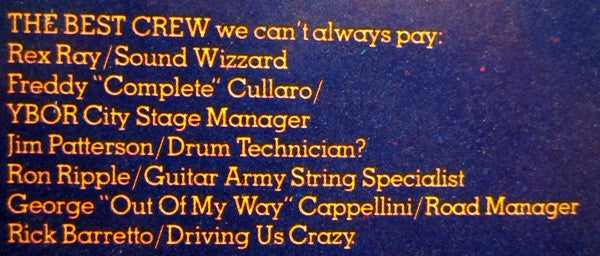 THE BEST CREW we can't always pay:
Rex Ray/Sound Wizzard
Freddy "Complete" Cullaro/
YBOR City Stage Manager
Jim Patterson/Drum Technician?
Ron Ripple/Guitar Army String Specialist
George "Out Of My Way" Cappellini/Road Manager
Rick Barretto/Driving Us Crazy